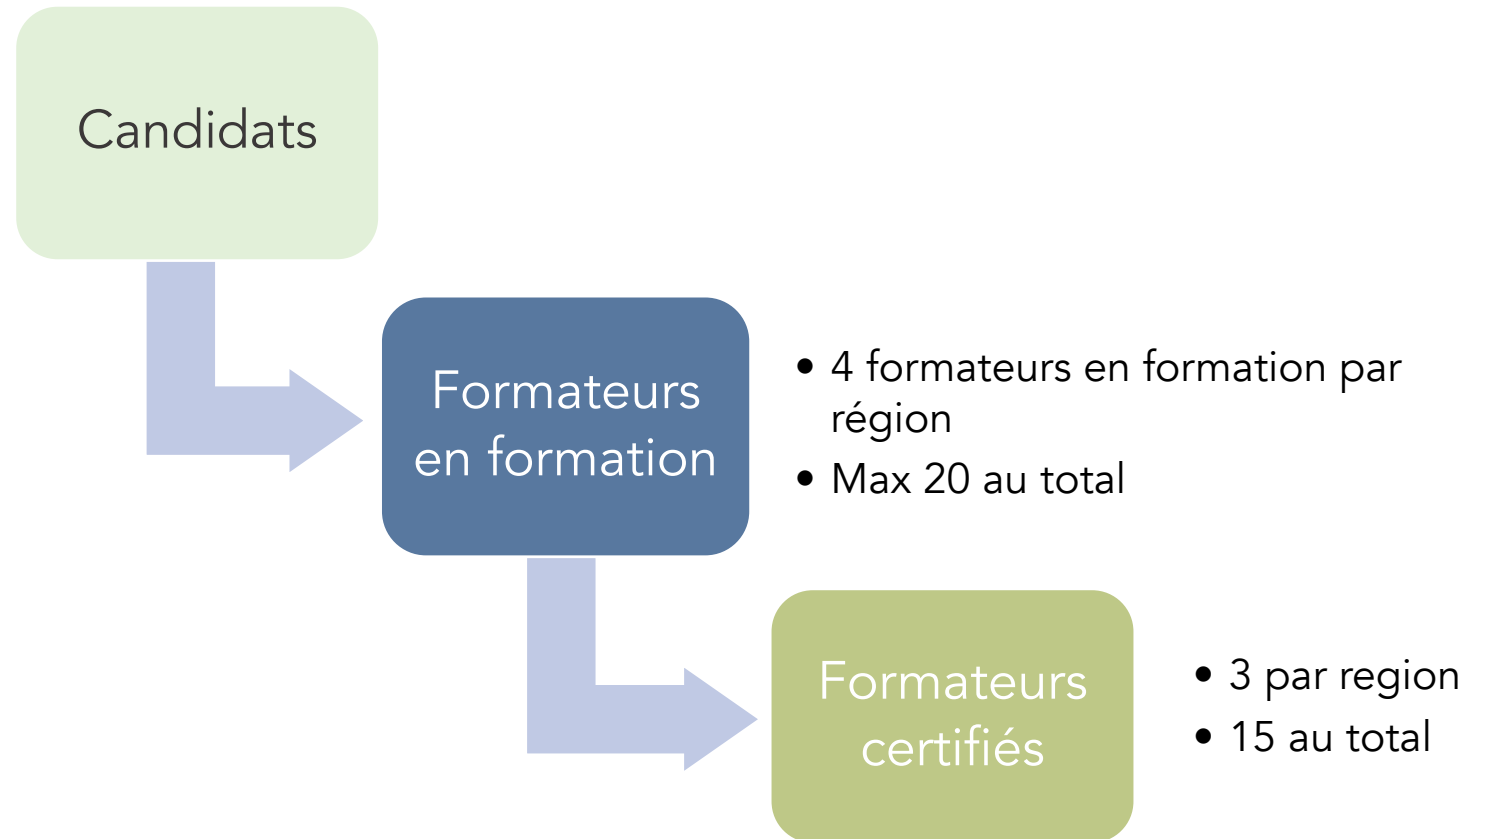 Candidats
Formateurs
en formation
• 4 formateurs en formation par
région
• Max 20 au total
Formateurs
certifiés
• 3 par region
• 15 au total